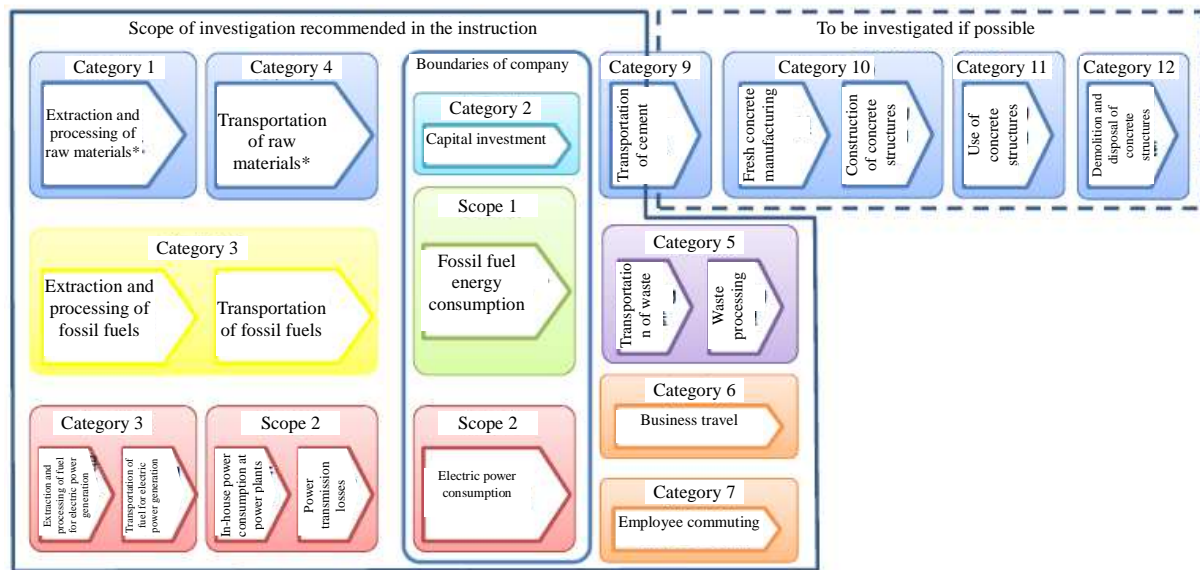 Scope of investigation recommended in the instruction
To be investigated if possible
Category 1
Extraction and
processing of
raw materials*
Category 4
Transportation
of raw
materials*
Boundaries of company
Category 2
Capital investment
Category 9
Transportation
of cement
Category 10
Fresh concrete
manufacturing
Construction
of concrete
structures
Category 11
Use of
concrete
structures
Category 12
Demolition and
disposal of
concrete
structures
Category 3
Extraction and
processing of
fossil fuels
Transportation
of fossil fuels
Scope 1
Fossil fuel
energy
consumption
Category 5
Transportatio
n of waste
Waste
processing
Category 6
Business travel
Category 3
Extraction and
processing of fuel
for electric power
generation
Transportation of
fuel for electric
power generation
Scope 2
In-house power
consumption at
power plants
Power
transmission
losses
Scope 2
Electric power
consumption
Category 7
Employee commuting